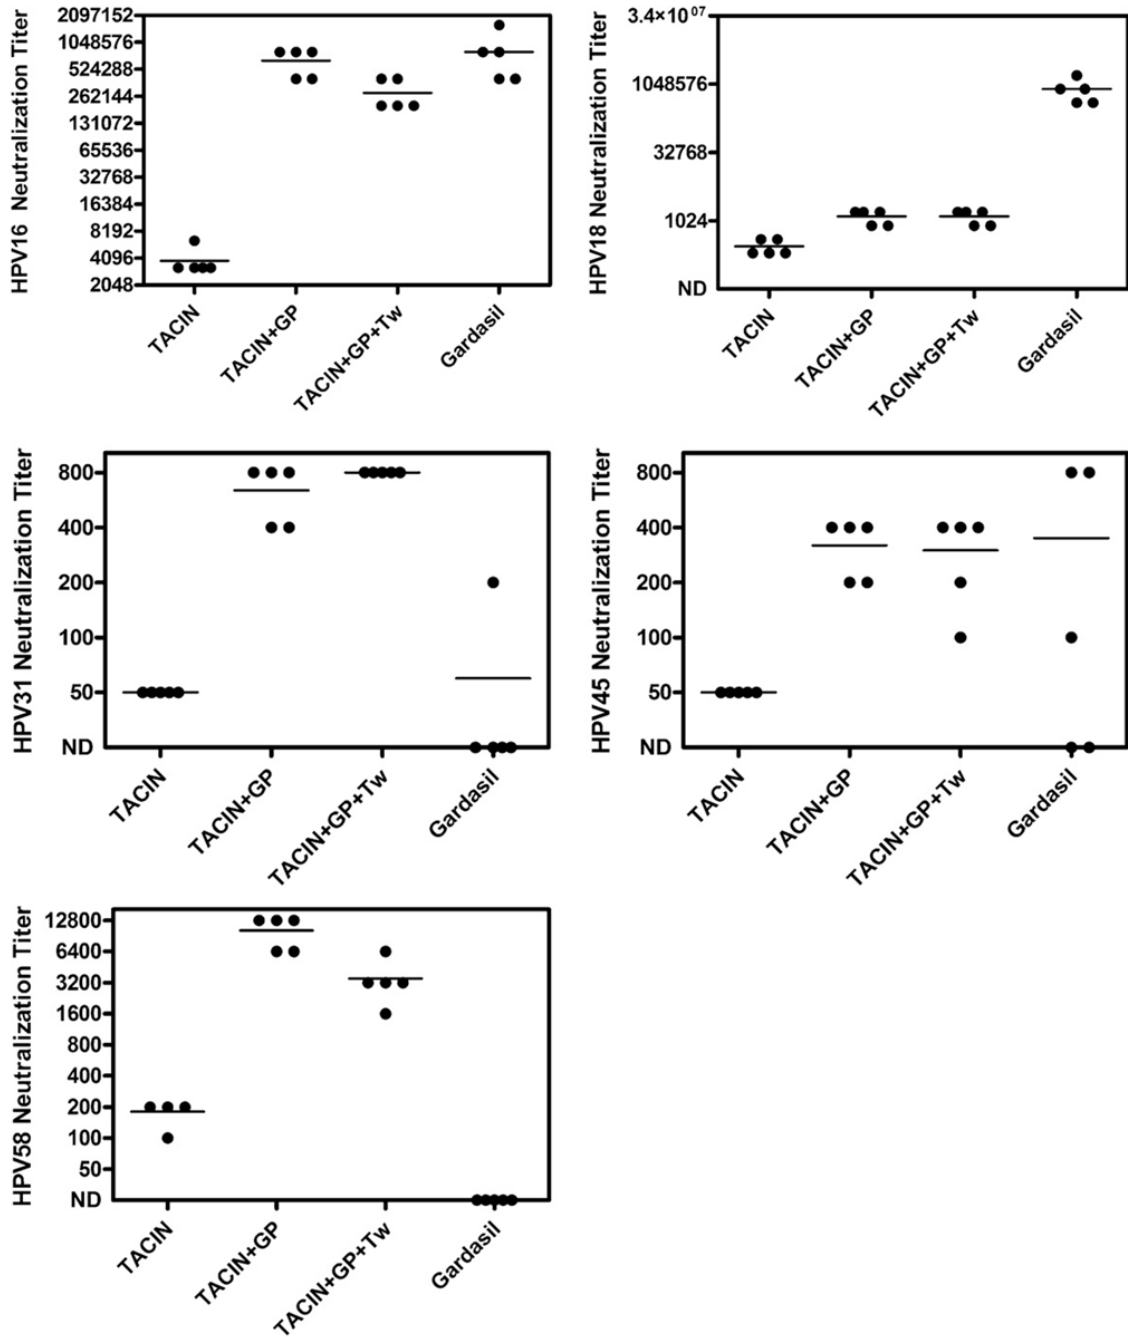 HPV16 Neutralization Titer
2097152
1048576
524288
262144
131072
65536
32768
16384
8192
4096
2048
TACIN
TACIN+GP
TACIN+GP+Tw
Gardasil
HPV18 Neutralization Titer
3.4×10⁰⁷
1048576
32768
1024
ND
TACIN
TACIN+GP
TACIN+GP+Tw
Gardasil
HPV31 Neutralization Titer
800
400
200
100
50
ND
TACIN
TACIN+GP
TACIN+GP+Tw
Gardasil
HPV45 Neutralization Titer
800
400
200
100
50
ND
TACIN
TACIN+GP
TACIN+GP+Tw
Gardasil
HPV58 Neutralization Titer
12800
6400
3200
1600
800
400
200
100
50
ND
TACIN
TACIN+GP
TACIN+GP+Tw
Gardasil